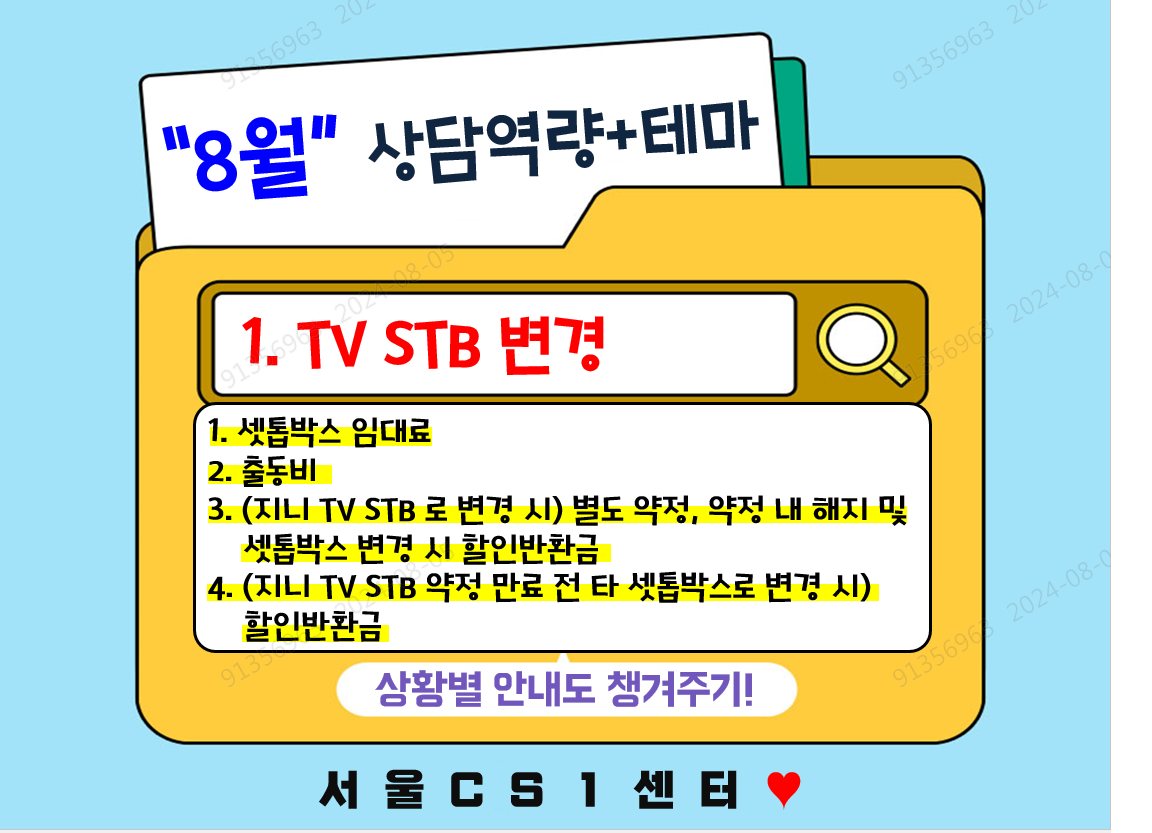 "8월" 상담역량+테마
1. TV STB 변경
1. 셋톱박스 임대료
2. 출동비
3. (지니 TV STB 로 변경 시) 별도 약정, 약정 내 해지 및
셋톱박스 변경 시 할인반환금
4. (지니 TV STB 약정 만료 전 타 셋톱박스로 변경 시)
할인반환금
상황별 안내도 챙겨주기!
서울CS1센터♥
91356963 2024-08-05